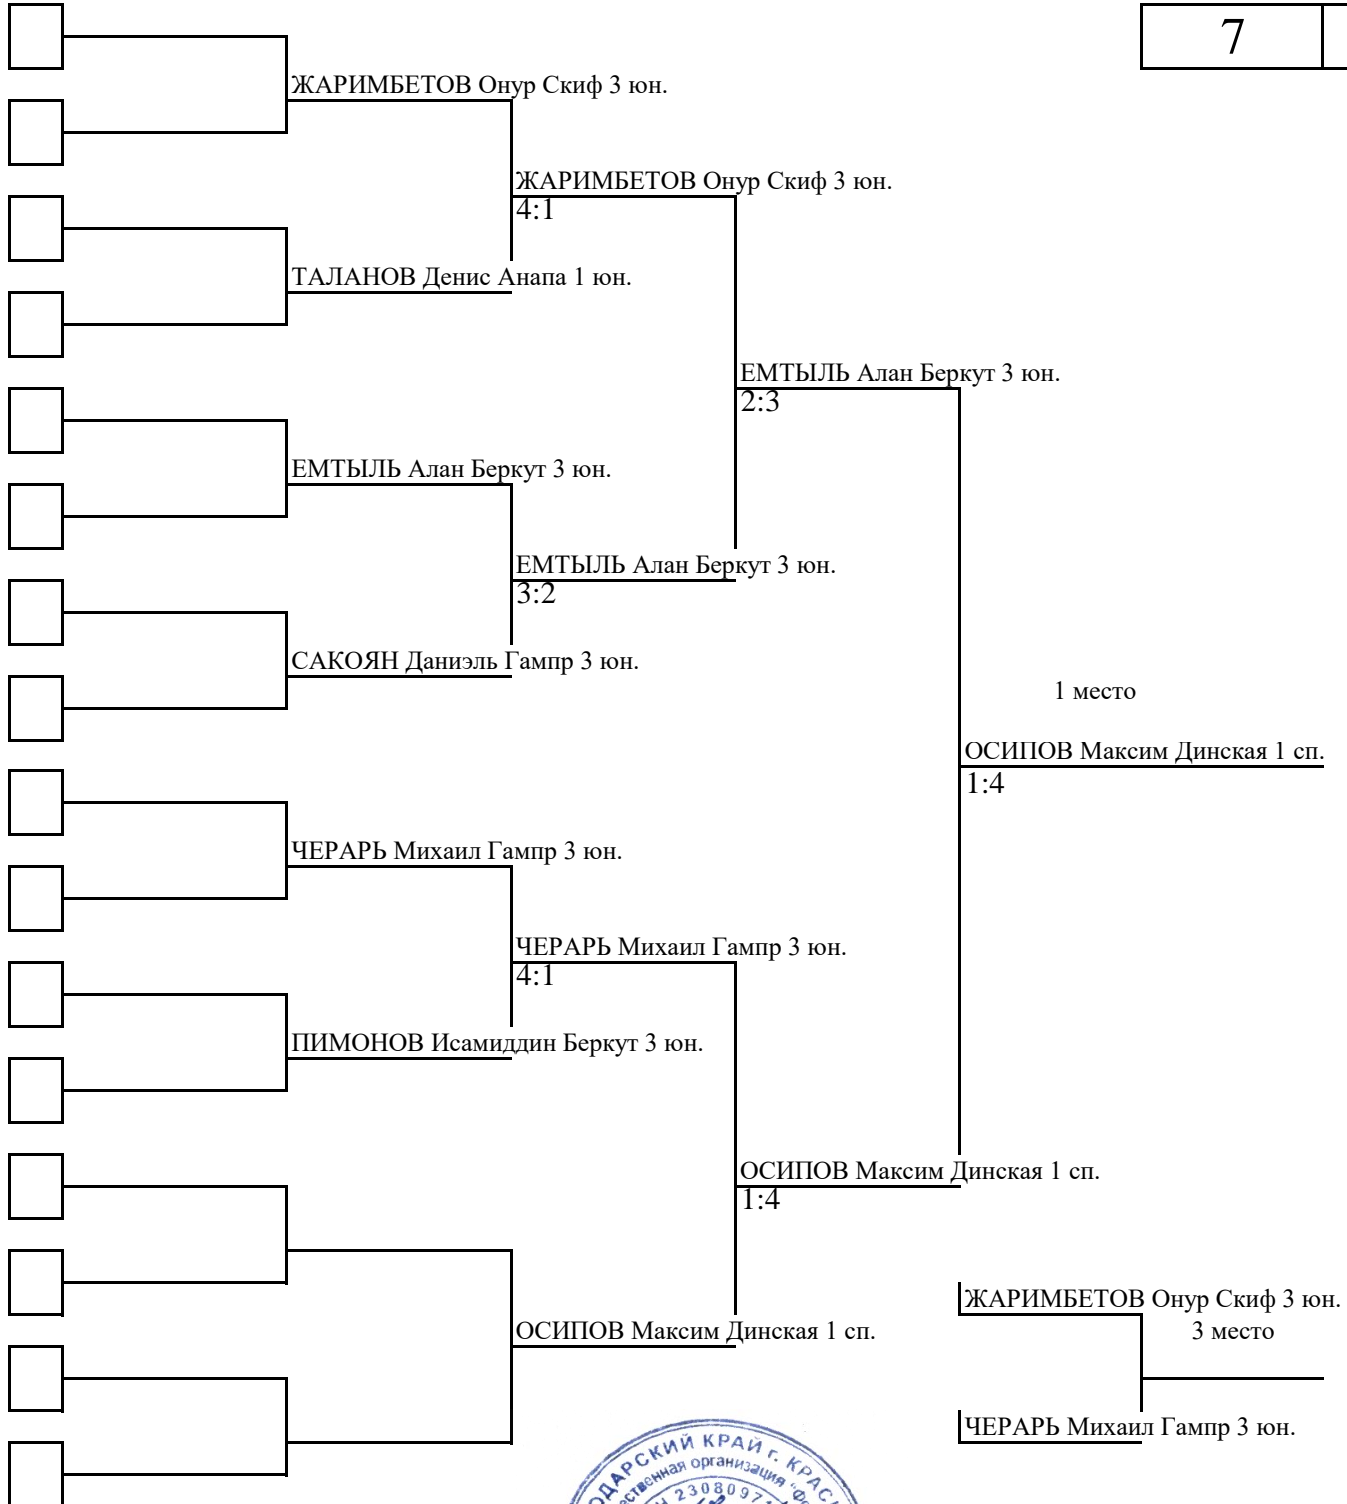 7
ЖАРИМБЕТОВ Онур Скиф 3 юн.
ЖАРИМБЕТОВ Онур Скиф 3 юн.
4:1
ТАЛАНОВ Денис Анапа 1 юн.
ЕМТЫЛЬ Алан Беркут 3 юн.
2:3
ЕМТЫЛЬ Алан Беркут 3 юн.
ЕМТЫЛЬ Алан Беркут 3 юн.
3:2
САКОЯН Даниэль Гампр 3 юн.
1 место
ОСИПОВ Максим Динская 1 сп.
1:4
ЧЕРАРЬ Михаил Гампр 3 юн.
ЧЕРАРЬ Михаил Гампр 3 юн.
4:1
ПИМОНОВ Исамиддин Беркут 3 юн.
ОСИПОВ Максим Динская 1 сп.
1:4
ЖАРИМБЕТОВ Онур Скиф 3 юн.
3 место
ОСИПОВ Максим Динская 1 сп.
ЧЕРАРЬ Михаил Гампр 3 юн.
КРАЙ г.
организация